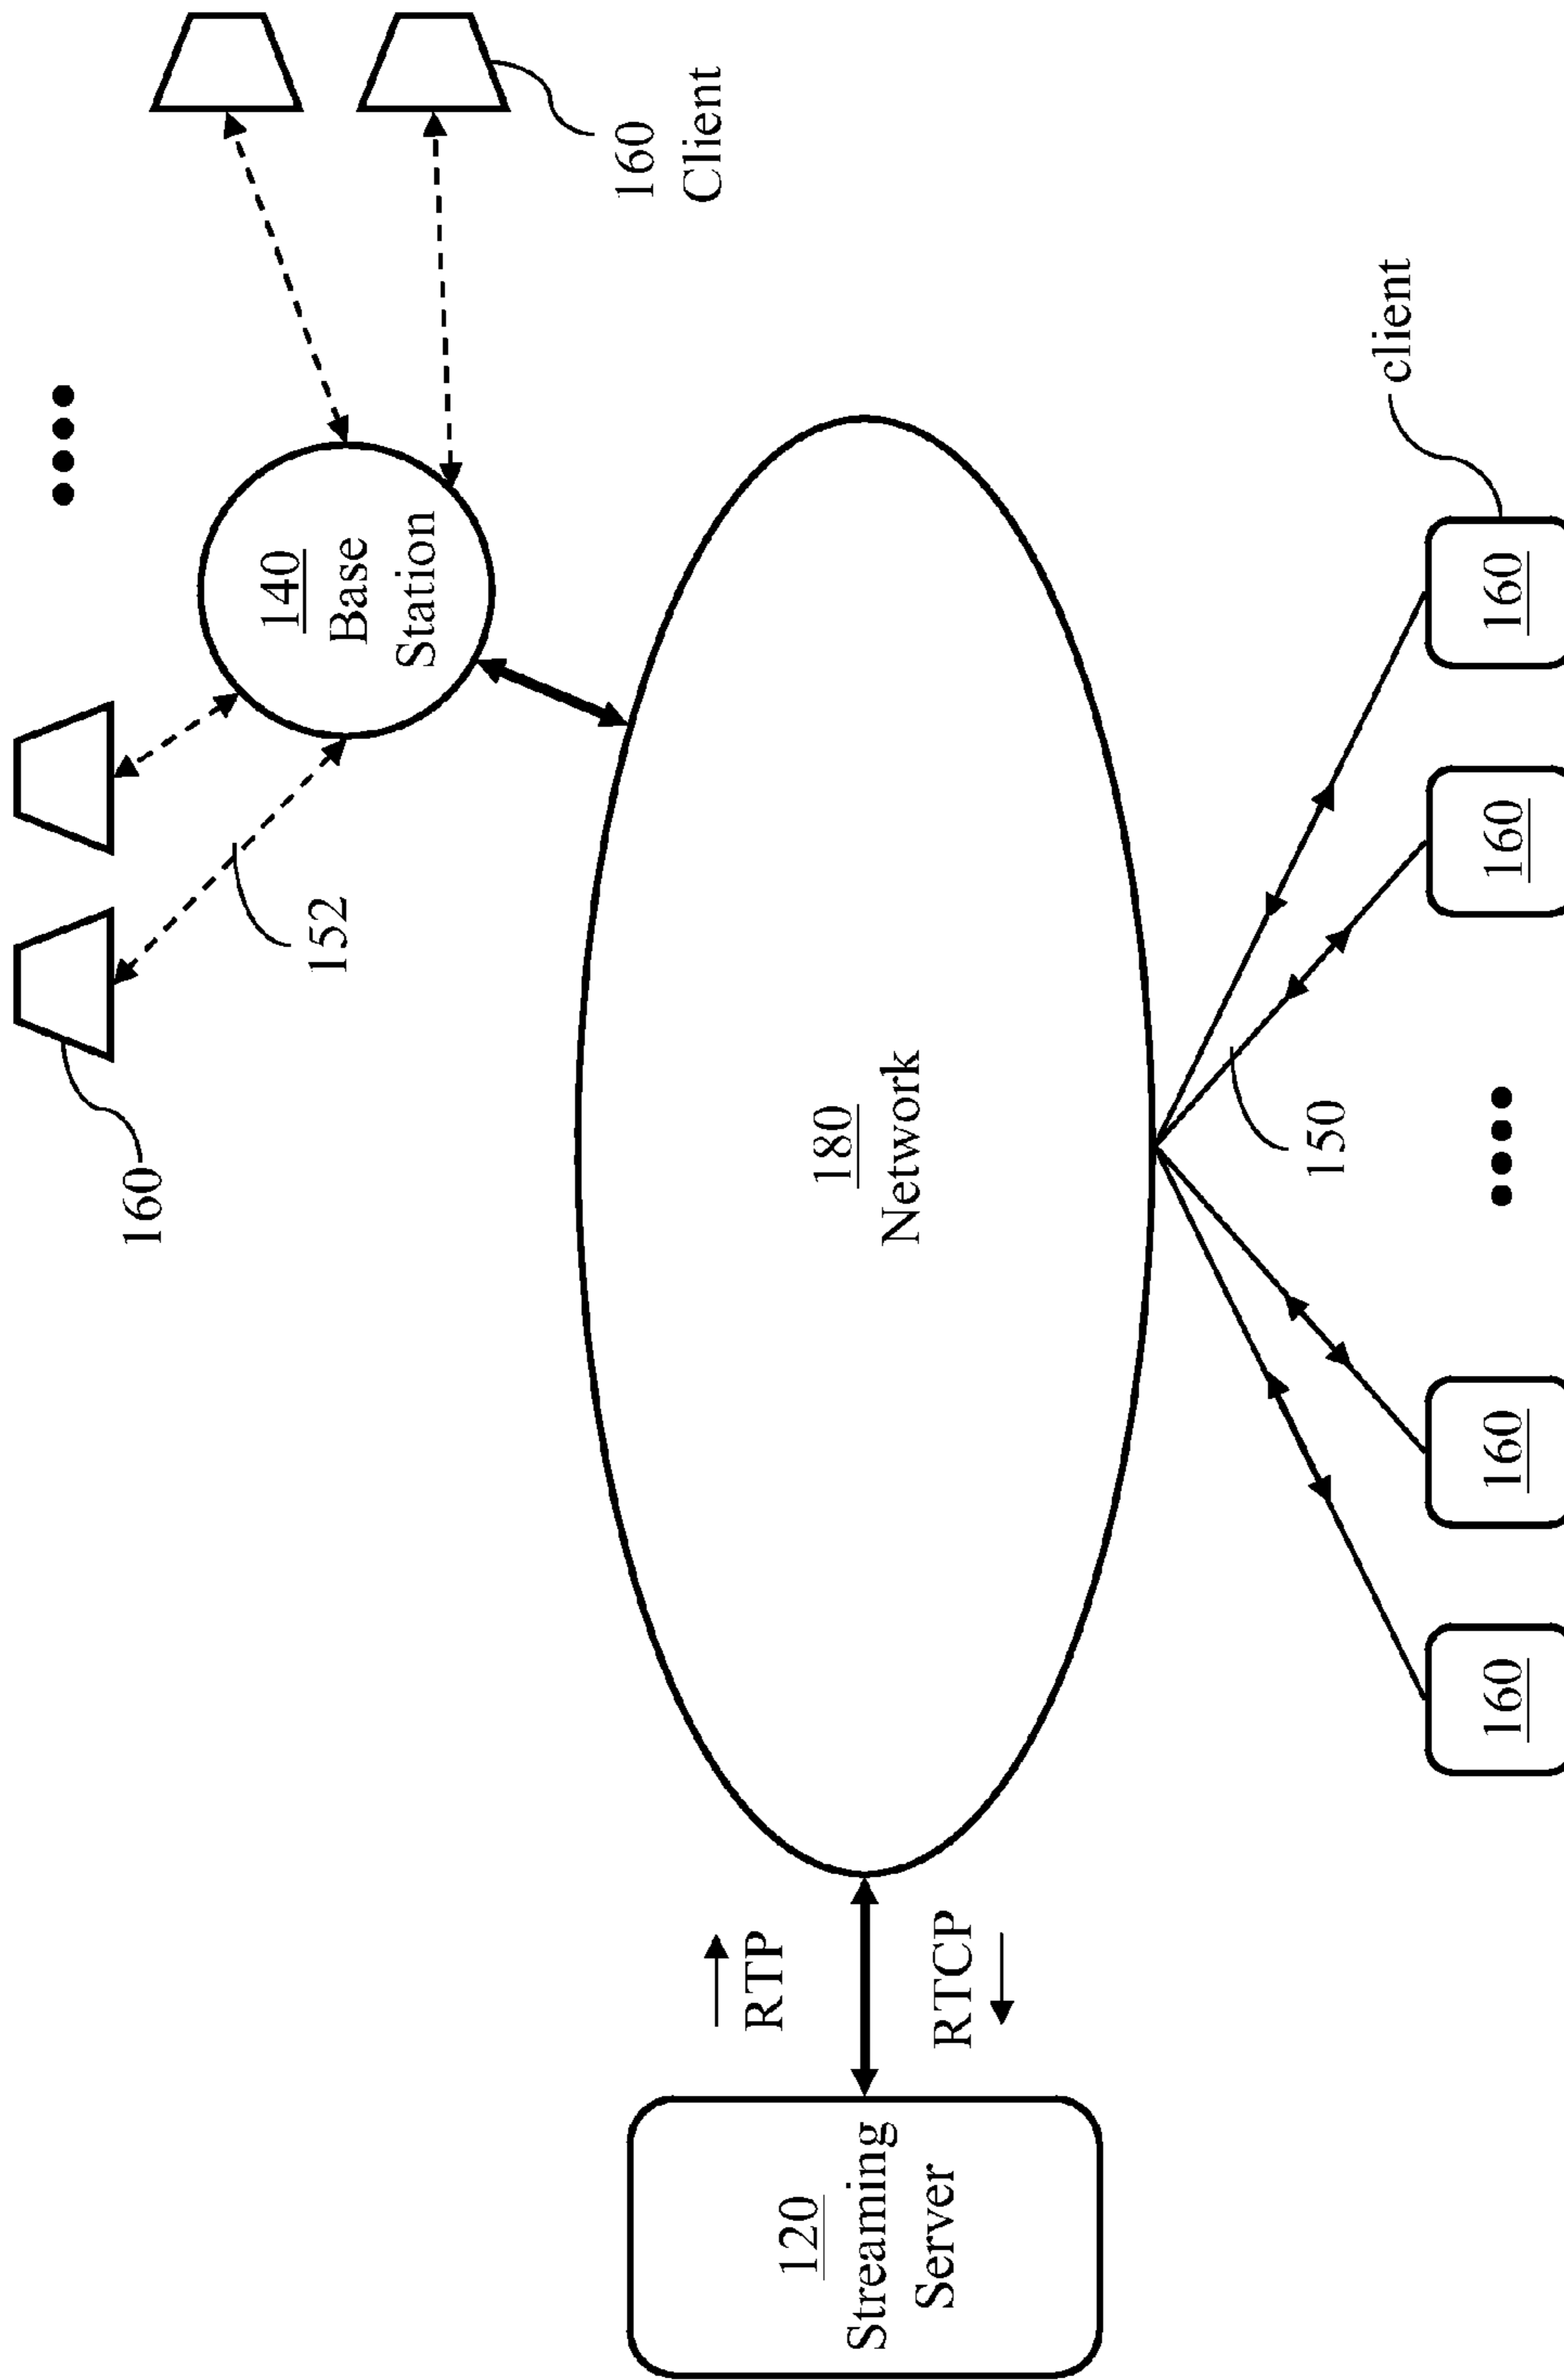 160
152
140
Base
Station
160
Client
120
Streaming
Server
RTP
RTCP
180
Network
150
client
160
160
160
160